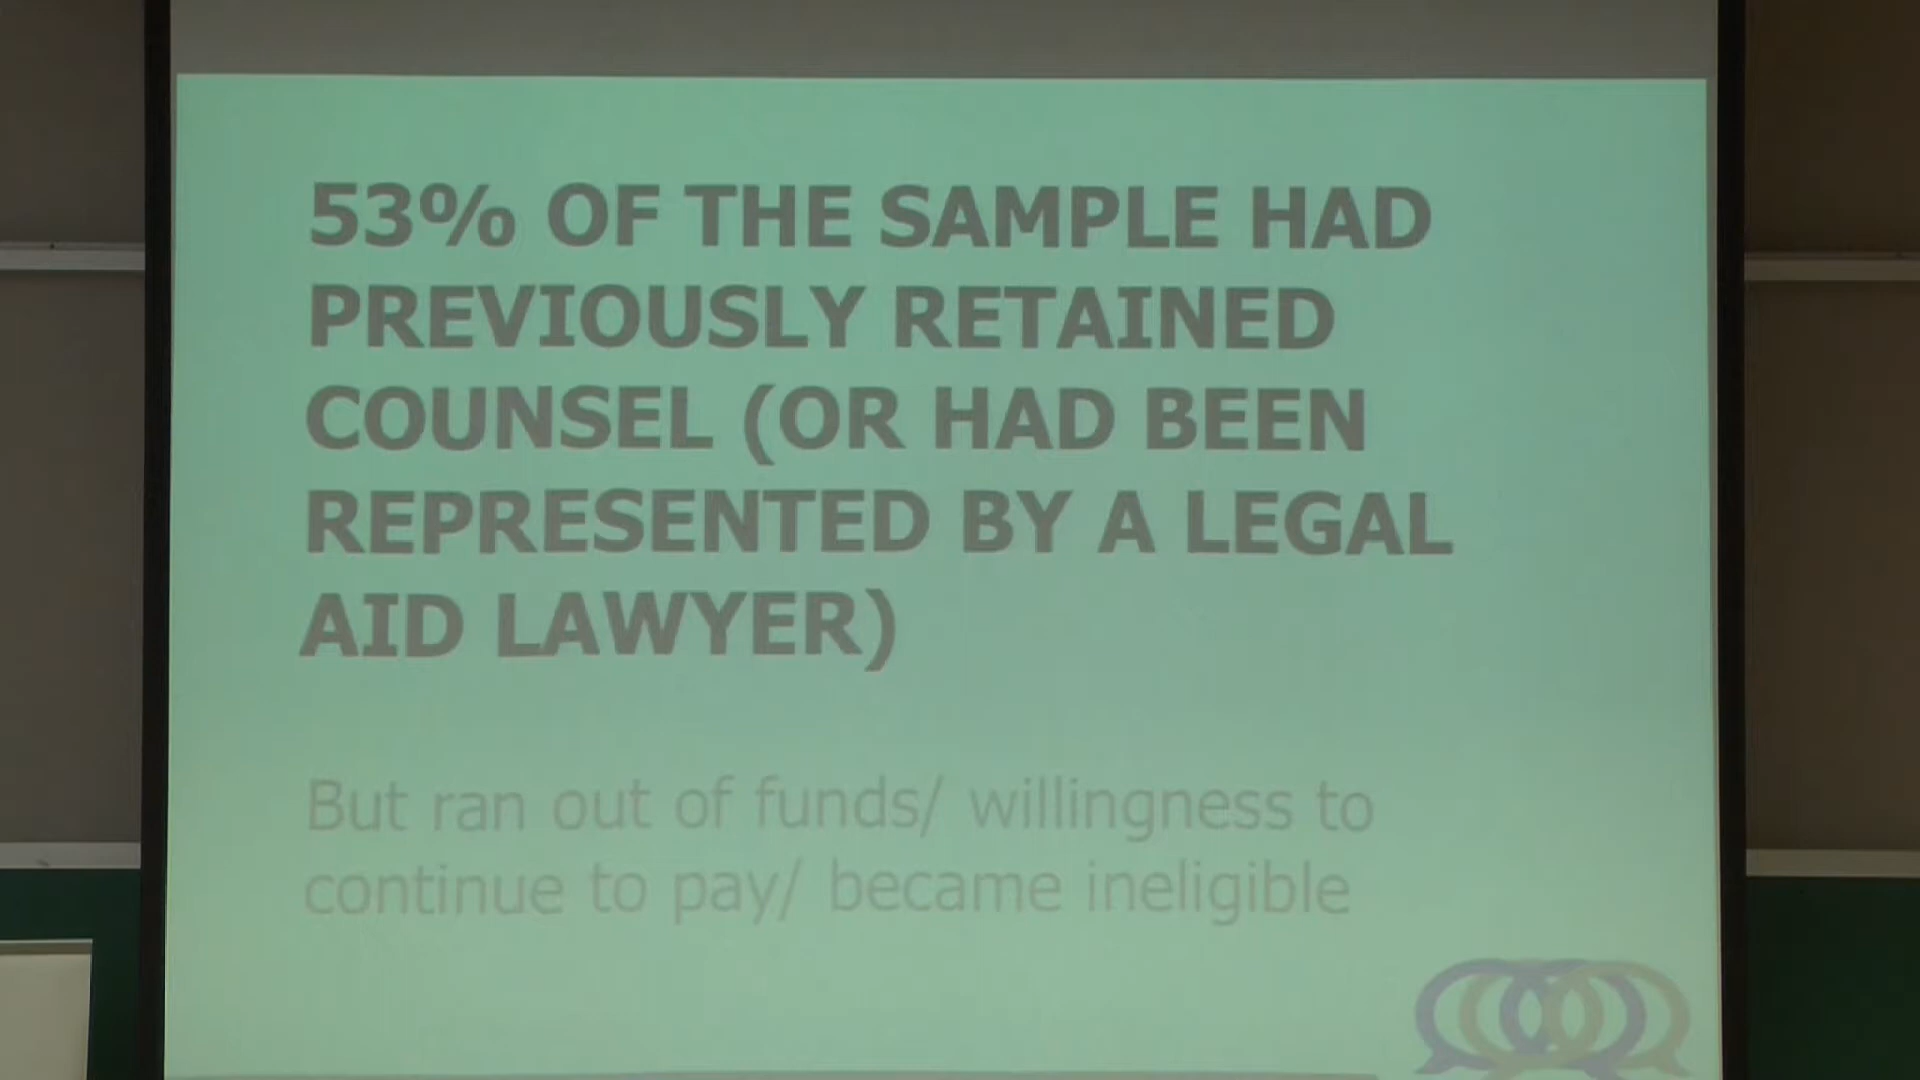 53% OF THE SAMPLE HAD
PREVIOUSLY RETAINED
COUNSEL (OR HAD BEEN
REPRESENTED BY A LEGAL
AID LAWYER)
But ran out of funds/ willingness to
continue to pay/ became ineligible